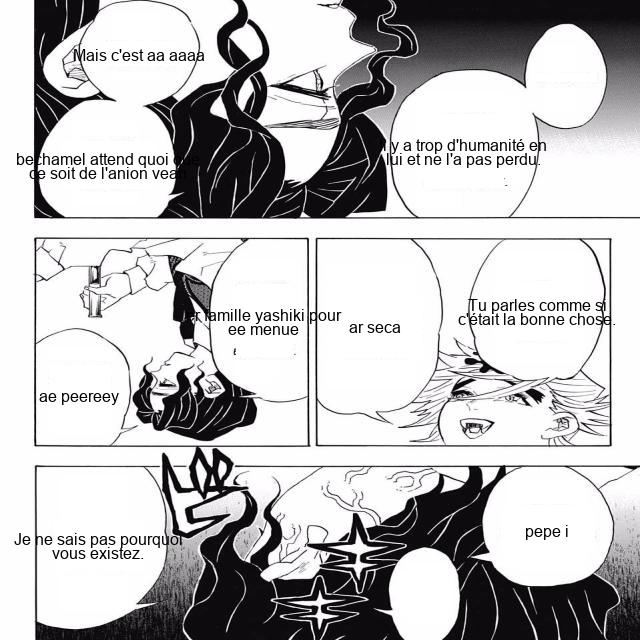 Mais c'est aa aaaa
bechamel attend quoi que
ce soit de l'anion vean
Il y a trop d'humanité en
lui et ne l'a pas perdu.
er famille yashiki pour
ee menue
ar seca
Tu parles comme si
c'était la bonne chose.
ae peereey
Je ne sais pas pourquoi
vous existez.
pepe i